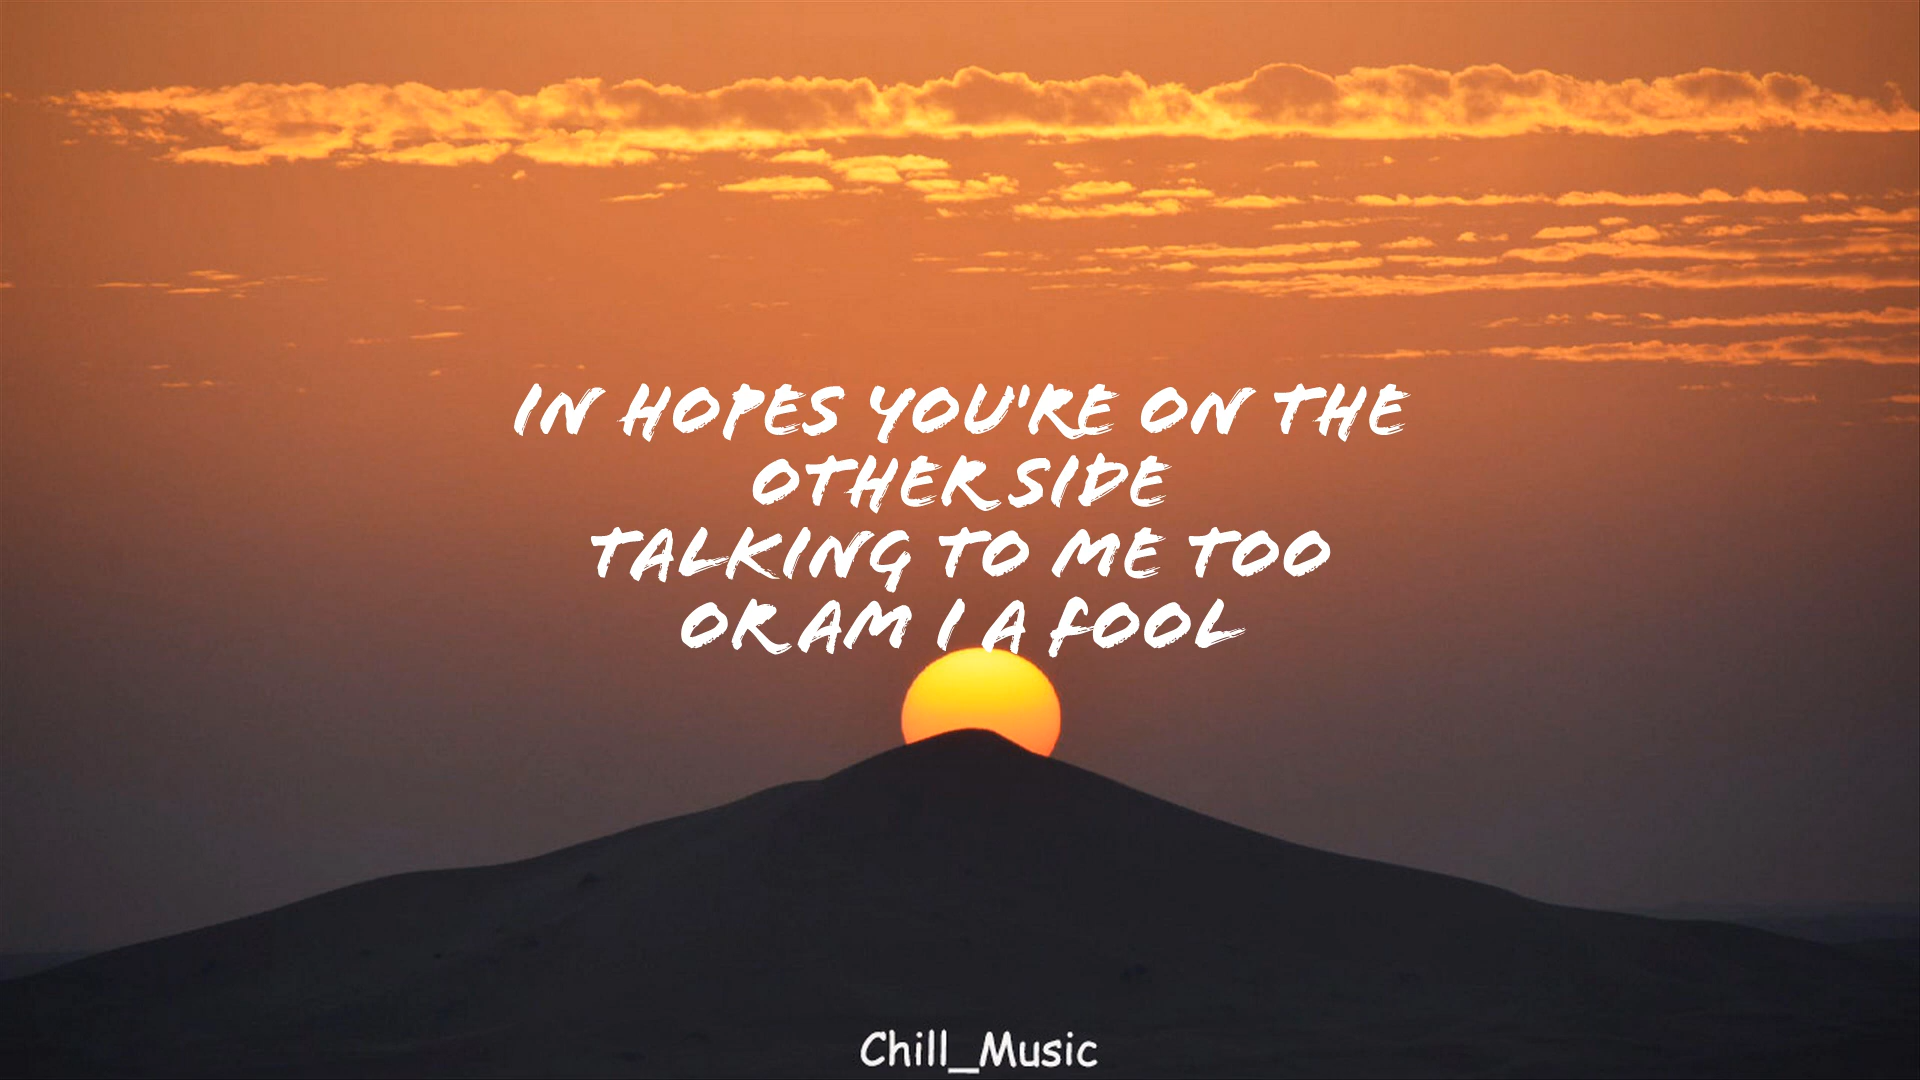 IN HOPES YOU'RE ON THE
OTHER SIDE
TALKING TO ME TOO
OR AM I A FOOL
Chill_Music